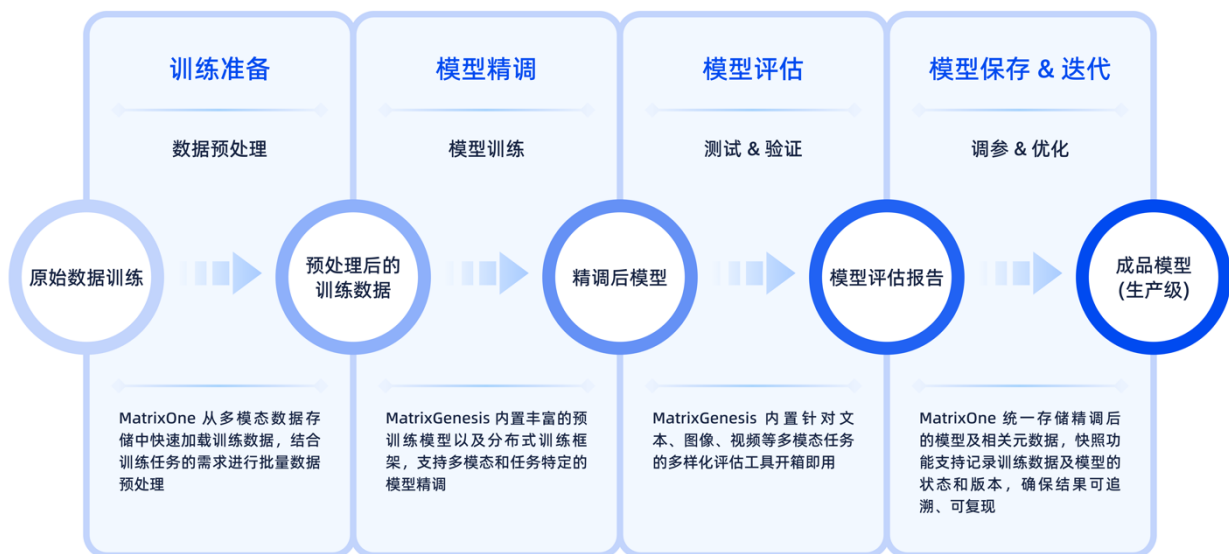 训练准备
模型精调
模型评估
模型保存 & 迭代
数据预处理
模型训练
测试 & 验证
调参 & 优化
原始数据训练
预处理后的
训练数据
精调后模型
模型评估报告
成品模型
(生产级)
MatrixOne 从多模态数据存
储中快速加载训练数据，结合
训练任务的需求进行批量数据
预处理
MatrixGenesis 内置丰富的预
训练模型以及分布式训练框
架，支持多模态和任务特定的
模型精调
MatrixGenesis 内置针对文
本、图像、视频等多模态任务
的多样化评估工具开箱即用
MatrixOne 统一存储精调后
的模型及相关元数据，快照功
能支持记录训练数据及模型的
状态和版本，确保结果可追
溯、可复现